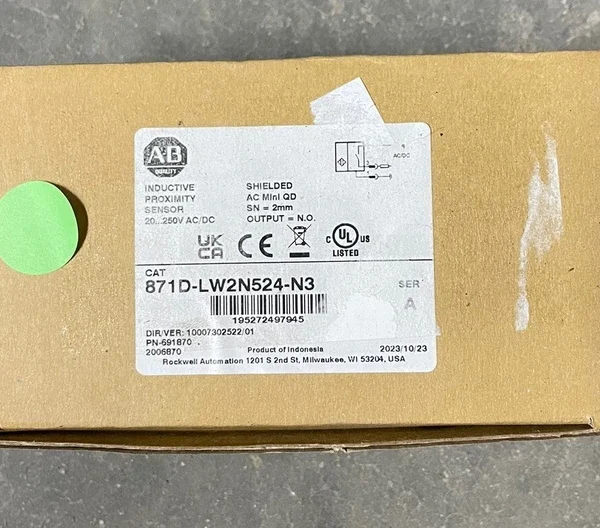 AB
QUALITY
INDUCTIVE
PROXIMITY
SENSOR
20...250V AC/DC
SHIELDED
AC Mini QD
SN = 2mm
OUTPUT = N.O.
AC/DC
UK
CA
CE
C UL US
LISTED
CAT
871D-LW2N524-N3
SER
A
195272497945
DIR/VER: 10007302522/01
PN-691870
2006870
Product of Indonesia
2023/10/23
Rockwell Automation 1201 S 2nd St, Milwaukee, WI 53204, USA